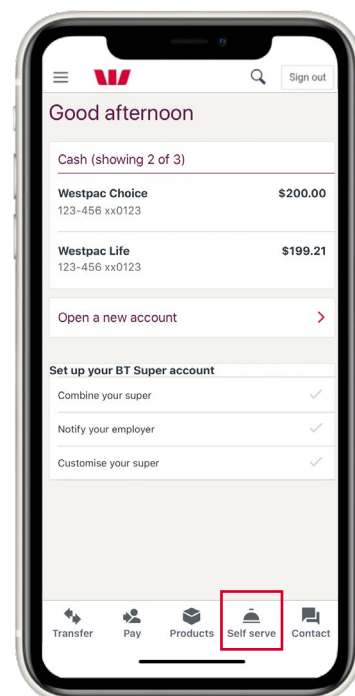 Sign out
Good afternoon
Cash (showing 2 of 3)
Westpac Choice $200.00
123-456 xx0123
Westpac Life $199.21
123-456 xx0123
Open a new account
Set up your BT Super account
Combine your super
Notify your employer
Customise your super
Transfer Pay Products Self serve Contact